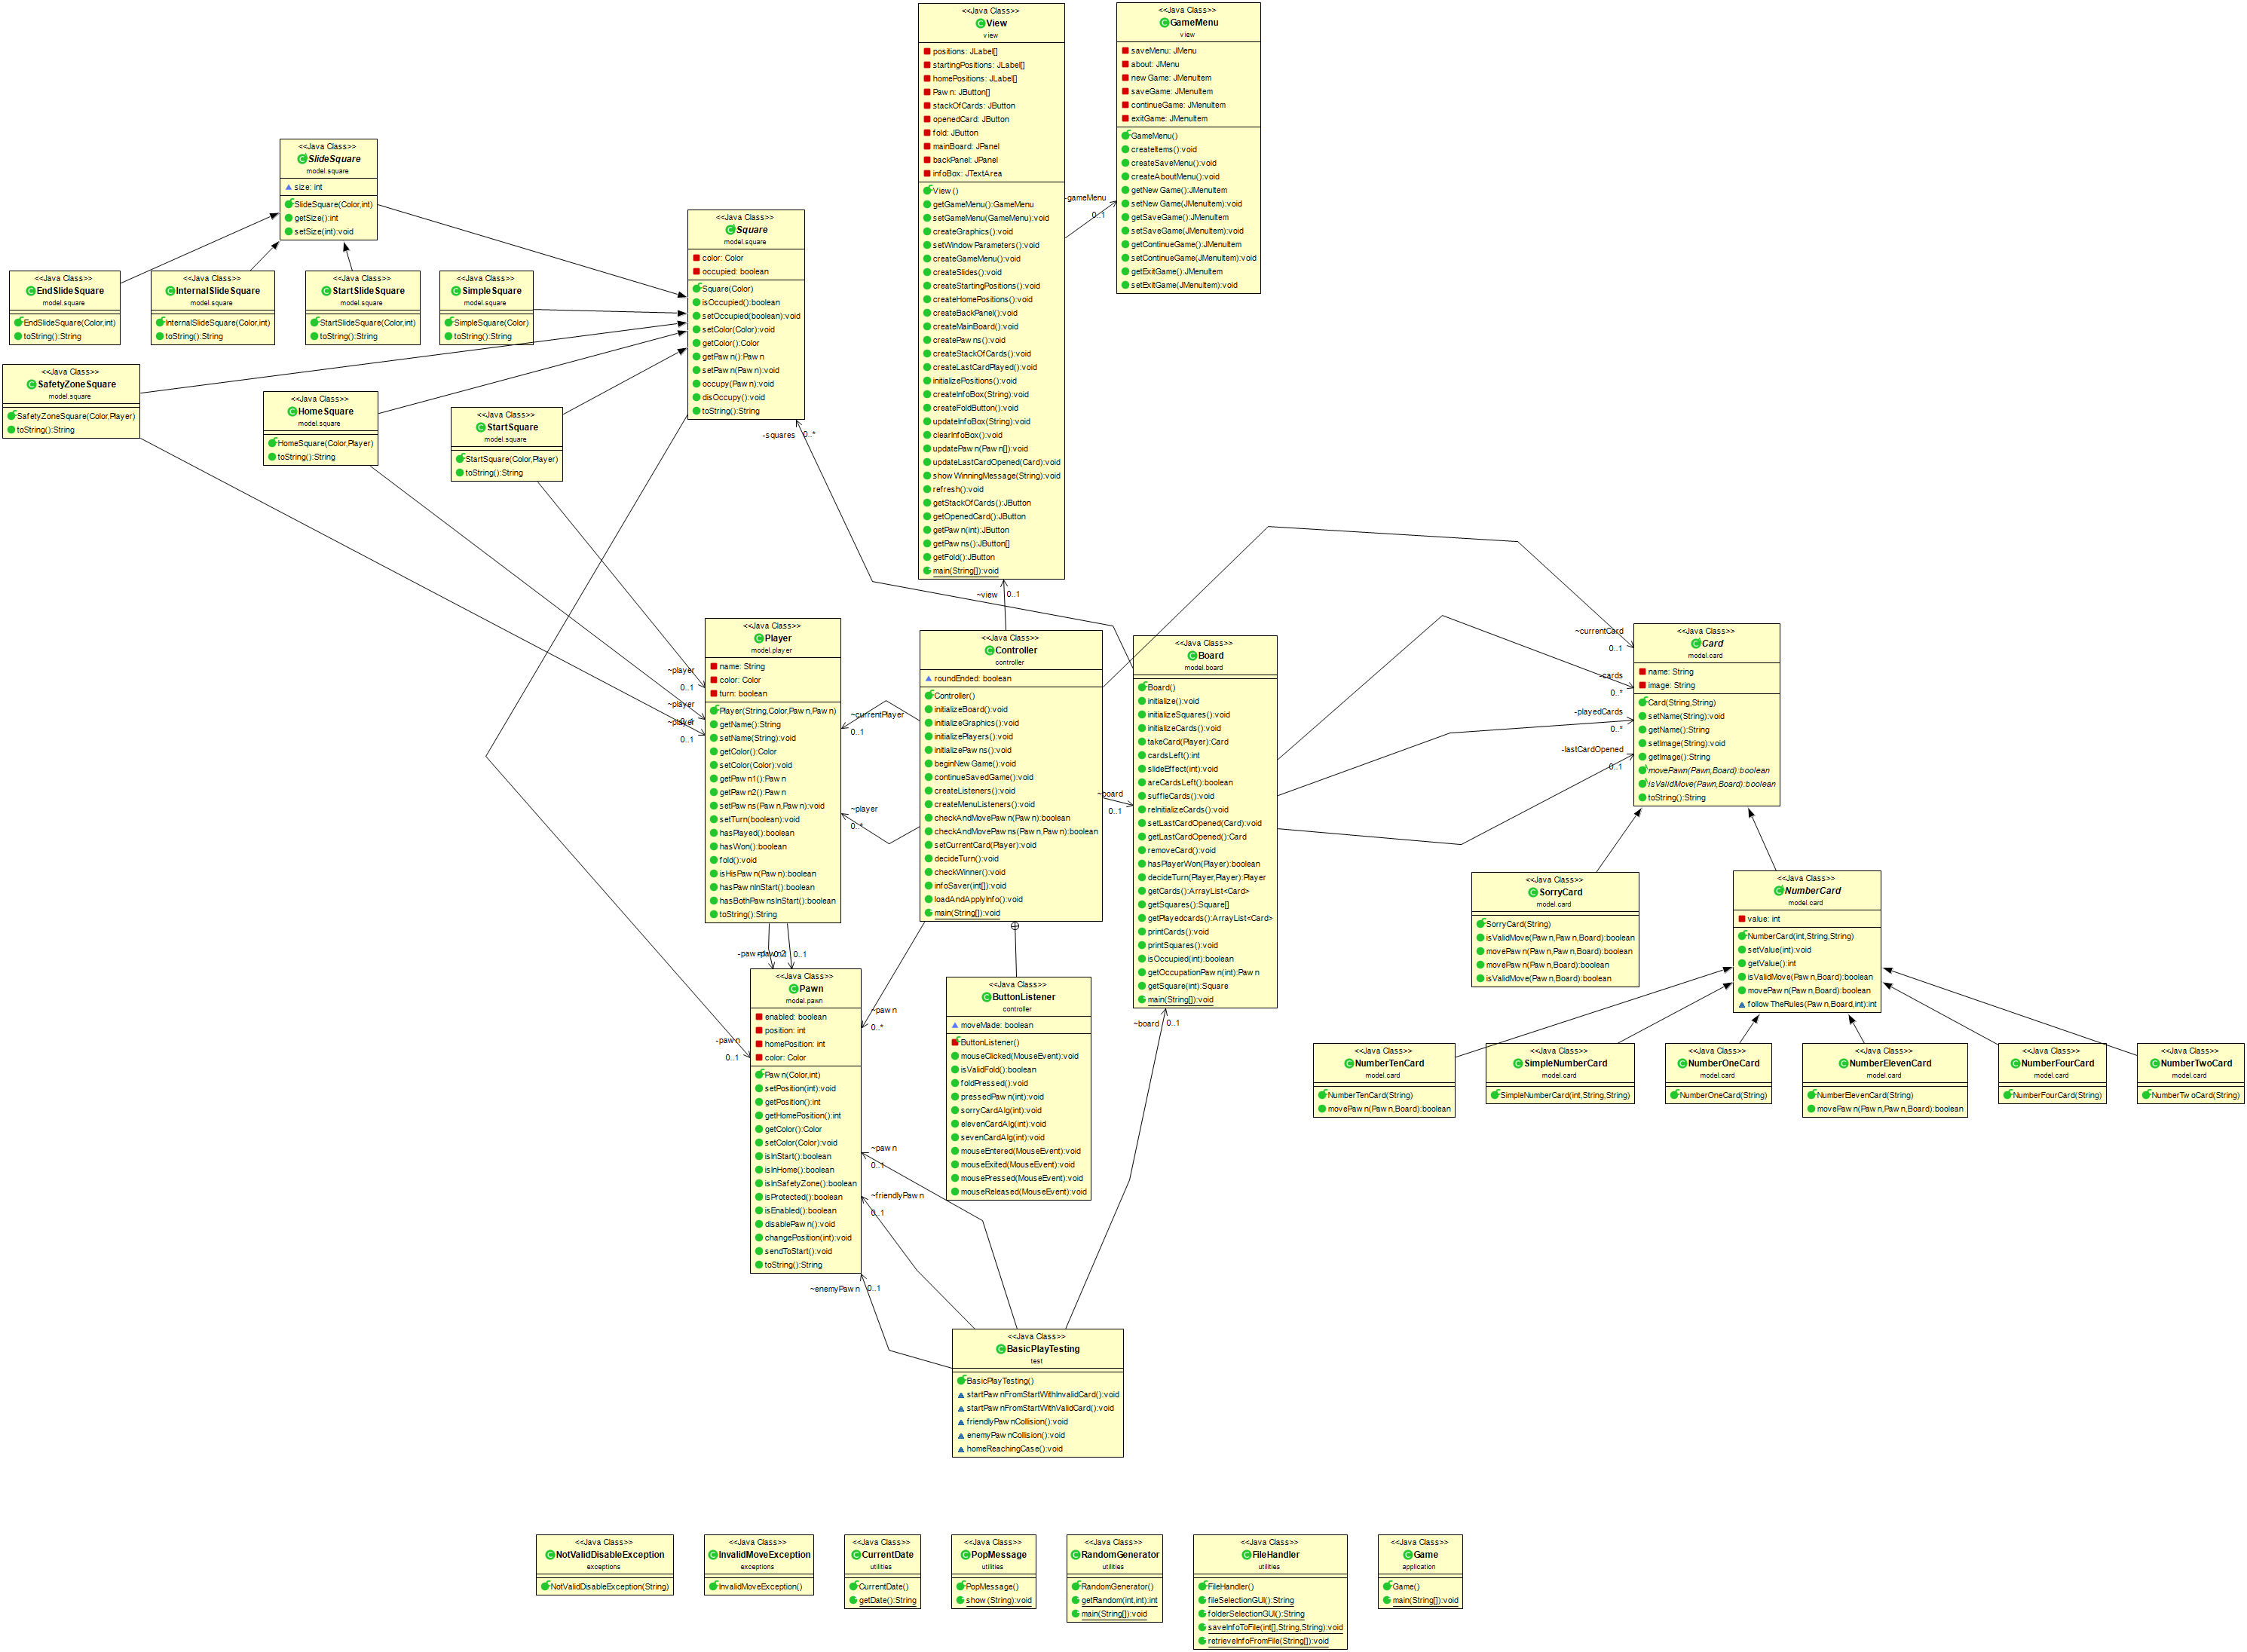 <<Java Class>>
View
view
positions: JLabel[]
startingPositions: JLabel[]
homePositions: JLabel[]
Pawn: JButton[]
stackOfCards: JButton
openedCard: JButton
fold: JButton
mainBoard: JPanel
backPanel: JPanel
infoBox: JTextArea
View()
getGameMenu():GameMenu
setGameMenu(GameMenu):void
createGraphics():void
setWindowParameters():void
createGameMenu():void
createSlides():void
createStartingPositions():void
createHomePositions():void
createBackPanel():void
createMainBoard():void
createPawns():void
createStackOfCards():void
createLastCardPlayed():void
initializePositions():void
createInfoBox(String):void
createFoldButton():void
updateInfoBox(String):void
clearInfoBox():void
updatePawn(Pawn[]):void
updateLastCardOpened(Card):void
showWinningMessage(String):void
refresh():void
getStackOfCards():JButton
getOpenedCard():JButton
getPawn(int):JButton
getPawns():JButton[]
getFold():JButton
main(String[]):void
<<Java Class>>
GameMenu
view
saveMenu: JMenu
about: JMenu
newGame: JMenuItem
saveGame: JMenuItem
continueGame: JMenuItem
exitGame: JMenuItem
GameMenu()
createItems():void
createSaveMenu():void
createAboutMenu():void
getNewGame():JMenuItem
setNewGame(JMenuItem):void
getSaveGame():JMenuItem
setSaveGame(JMenuItem):void
getContinueGame():JMenuItem
setContinueGame(JMenuItem):void
getExitGame():JMenuItem
setExitGame(JMenuItem):void
-gameMenu
0..1
<<Java Class>>
SlideSquare
model.square
size: int
SlideSquare(Color,int)
getSize():int
setSize(int):void
<<Java Class>>
Square
model.square
color: Color
occupied: boolean
Square(Color)
isOccupied():boolean
setOccupied(boolean):void
setColor(Color):void
getColor():Color
getPawn():Pawn
setPawn(Pawn):void
occupy(Pawn):void
disOccupy():void
toString():String
-squares 0..*
<<Java Class>>
EndSlideSquare
model.square
EndSlideSquare(Color,int)
toString():String
<<Java Class>>
InternalSlideSquare
model.square
InternalSlideSquare(Color,int)
toString():String
<<Java Class>>
StartSlideSquare
model.square
StartSlideSquare(Color,int)
toString():String
<<Java Class>>
SimpleSquare
model.square
SimpleSquare(Color)
toString():String
<<Java Class>>
SafetyZoneSquare
model.square
SafetyZoneSquare(Color,Player)
toString():String
<<Java Class>>
HomeSquare
model.square
HomeSquare(Color,Player)
toString():String
<<Java Class>>
StartSquare
model.square
StartSquare(Color,Player)
toString():String
~view 0..1
<<Java Class>>
Player
model.player
name: String
color: Color
turn: boolean
Player(String,Color,Pawn,Pawn)
getName():String
setName(String):void
getColor():Color
setColor(Color):void
getPawn1():Pawn
getPawn2():Pawn
setPawns(Pawn,Pawn):void
setTurn(boolean):void
hasPlayed():boolean
hasWon():boolean
fold():void
isHisPawn(Pawn):boolean
hasPawnInStart():boolean
hasBothPawnsInStart():boolean
toString():String
~player
0..1
~player
0..1
~player
0..1
~currentPlayer
0..1
~player
0..*
<<Java Class>>
Controller
controller
roundEnded: boolean
Controller()
initializeBoard():void
initializeGraphics():void
initializePlayers():void
initializePawns():void
beginNewGame():void
continueSavedGame():void
createListeners():void
createMenuListeners():void
checkAndMovePawn(Pawn):boolean
checkAndMovePawns(Pawn,Pawn):boolean
setCurrentCard(Player):void
decideTurn():void
checkWinner():void
infoSaver(int[]):void
loadAndApplyInfo():void
main(String[]):void
~board
0..1
<<Java Class>>
Board
model.board
Board()
initialize():void
initializeSquares():void
initializeCards():void
takeCard(Player):Card
cardsLeft():int
slideEffect(int):void
areCardsLeft():boolean
suffleCards():void
reInitializeCards():void
setLastCardOpened(Card):void
getLastCardOpened():Card
removeCard():void
hasPlayerWon(Player):boolean
decideTurn(Player,Player):Player
getCards():ArrayList<Card>
getSquares():Square[]
getPlayedcards():ArrayList<Card>
printCards():void
printSquares():void
isOccupied(int):boolean
getOccupationPawn(int):Pawn
getSquare(int):Square
main(String[]):void
~currentCard
0..1
-cards
0..*
-playedCards
0..*
-lastCardOpened
0..1
<<Java Class>>
Card
model.card
name: String
image: String
Card(String,String)
setName(String):void
getName():String
setImage(String):void
getImage():String
movePawn(Pawn,Board):boolean
isValidMove(Pawn,Board):boolean
toString():String
<<Java Class>>
SorryCard
model.card
SorryCard(String)
isValidMove(Pawn,Pawn,Board):boolean
movePawn(Pawn,Pawn,Board):boolean
movePawn(Pawn,Board):boolean
isValidMove(Pawn,Board):boolean
<<Java Class>>
NumberCard
model.card
value: int
NumberCard(int,String,String)
setValue(int):void
getValue():int
isValidMove(Pawn,Board):boolean
movePawn(Pawn,Board):boolean
followTheRules(Pawn,Board,int):int
<<Java Class>>
NumberTenCard
model.card
NumberTenCard(String)
movePawn(Pawn,Board):boolean
<<Java Class>>
SimpleNumberCard
model.card
SimpleNumberCard(int,String,String)
<<Java Class>>
NumberOneCard
model.card
NumberOneCard(String)
<<Java Class>>
NumberElevenCard
model.card
NumberElevenCard(String)
movePawn(Pawn,Pawn,Board):boolean
<<Java Class>>
NumberFourCard
model.card
NumberFourCard(String)
<<Java Class>>
NumberTwoCard
model.card
NumberTwoCard(String)
0..1
<<Java Class>>
Pawn
model.pawn
enabled: boolean
position: int
homePosition: int
color: Color
Pawn(Color,int)
setPosition(int):void
getPosition():int
getHomePosition():int
getColor():Color
setColor(Color):void
isInStart():boolean
isInHome():boolean
isInSafetyZone():boolean
isProtected():boolean
isEnabled():boolean
disablePawn():void
changePosition(int):void
sendToStart():void
toString():String
-pawn
0..1
~pawn
0..*
~pawn
0..1
~friendlyPawn
0..1
~enemyPawn 0..1
<<Java Class>>
ButtonListener
controller
moveMade: boolean
ButtonListener()
mouseClicked(MouseEvent):void
isValidFold():boolean
foldPressed():void
pressedPawn(int):void
sorryCardAlg(int):void
elevenCardAlg(int):void
sevenCardAlg(int):void
mouseEntered(MouseEvent):void
mouseExited(MouseEvent):void
mousePressed(MouseEvent):void
mouseReleased(MouseEvent):void
~board 0..1
<<Java Class>>
BasicPlayTesting
test
BasicPlayTesting()
startPawnFromStartWithInvalidCard():void
startPawnFromStartWithValidCard():void
friendlyPawnCollision():void
enemyPawnCollision():void
homeReachingCase():void
<<Java Class>>
NotValidDisableException
exceptions
NotValidDisableException(String)
<<Java Class>>
InvalidMoveException
exceptions
InvalidMoveException()
<<Java Class>>
CurrentDate
utilities
CurrentDate()
getDate():String
<<Java Class>>
PopMessage
utilities
PopMessage()
show(String):void
<<Java Class>>
RandomGenerator
utilities
RandomGenerator()
getRandom(int,int):int
main(String[]):void
<<Java Class>>
FileHandler
utilities
FileHandler()
fileSelectionGUI():String
folderSelectionGUI():String
saveInfoToFile(int[],String,String):void
retrieveInfoFromFile(String[]):void
<<Java Class>>
Game
application
Game()
main(String[]):void